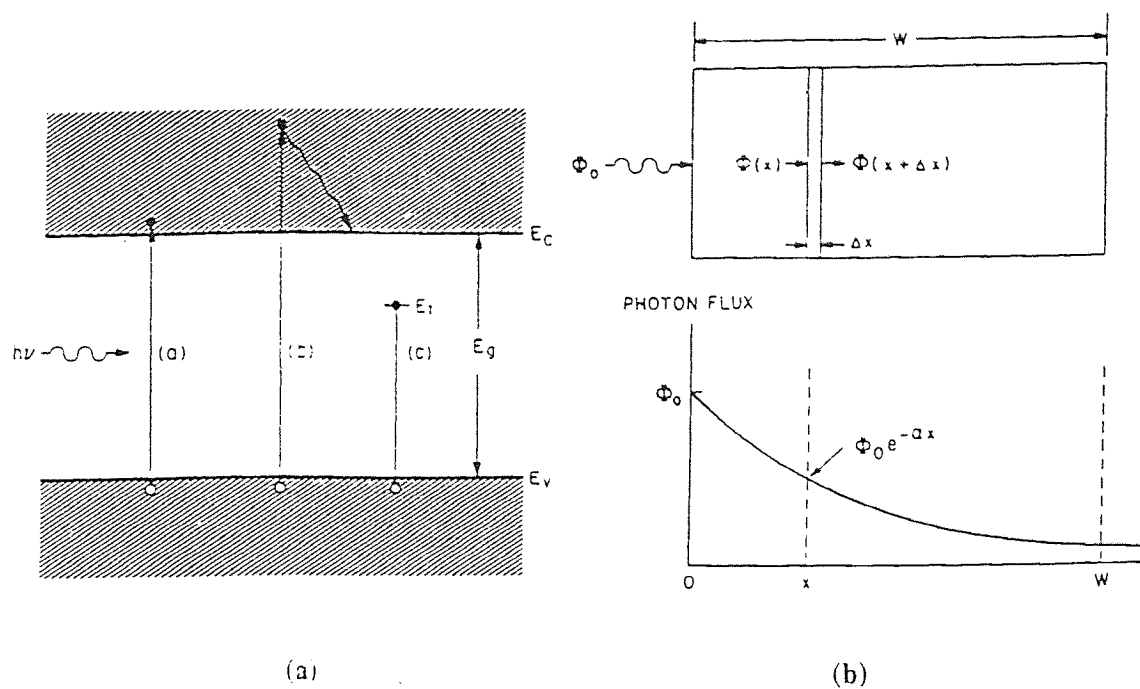 E_C
hν
(a)
(b)
(c)
E_t
E_g
E_V
(a)
W
Φ_0
Φ(x)
Φ(x + Δx)
Δx
PHOTON FLUX
Φ_0
Φ_0 e^{-αx}
0
x
W
(b)